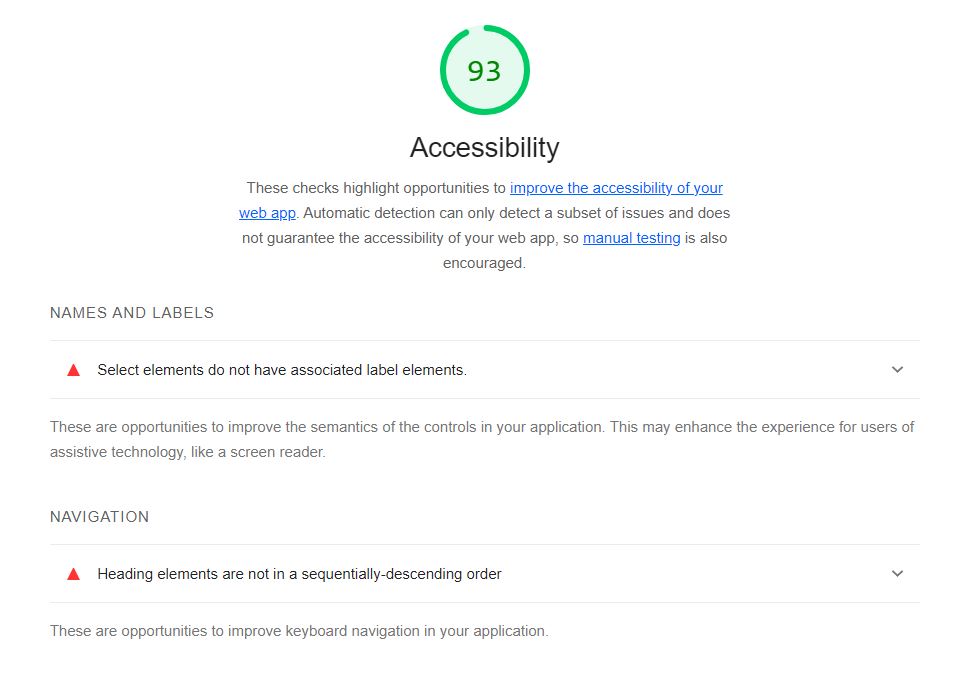 93
Accessibility
These checks highlight opportunities to improve the accessibility of your
web app. Automatic detection can only detect a subset of issues and does
not guarantee the accessibility of your web app, so manual testing is also
encouraged.
NAMES AND LABELS
Select elements do not have associated label elements.
These are opportunities to improve the semantics of the controls in your application. This may enhance the experience for users of
assistive technology, like a screen reader.
NAVIGATION
Heading elements are not in a sequentially-descending order
These are opportunities to improve keyboard navigation in your application.